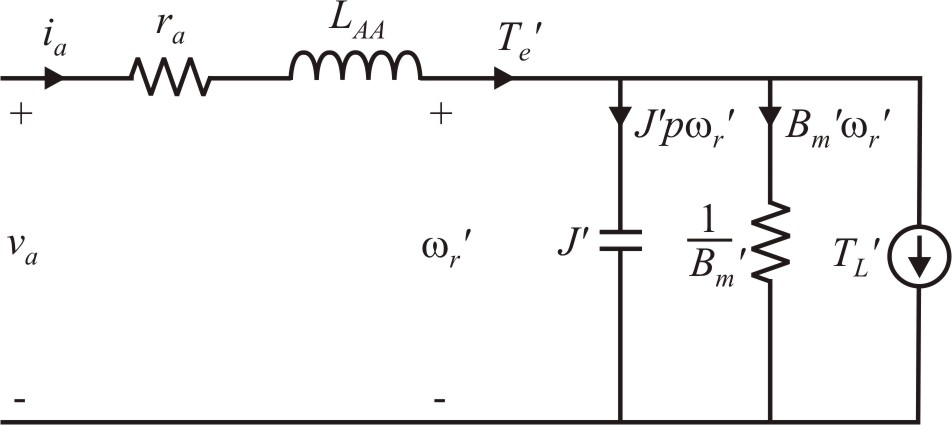 i_a r_a L_AA T_e'
+ + J'pω_r' B_m'ω_r'
v_a ω_r' J' 1/B_m' T_L'
- -